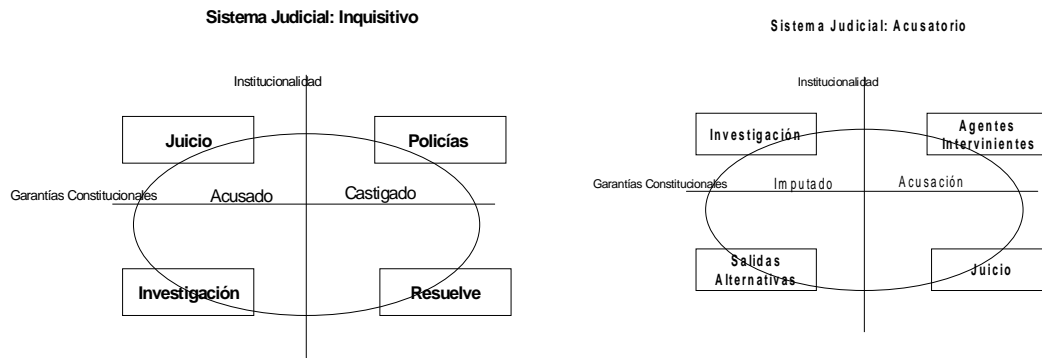 Sistema Judicial: Inquisitivo
Institucionalidad
Juicio
Policías
Garantías Constitucionales
Acusado
Castigado
Investigación
Resuelve
Sistema Judicial: Acusatorio
Institucionalidad
Investigación
Agentes
Intervinientes
Garantías Constitucionales
Imputado
Acusación
Salidas
Alternativas
Juicio